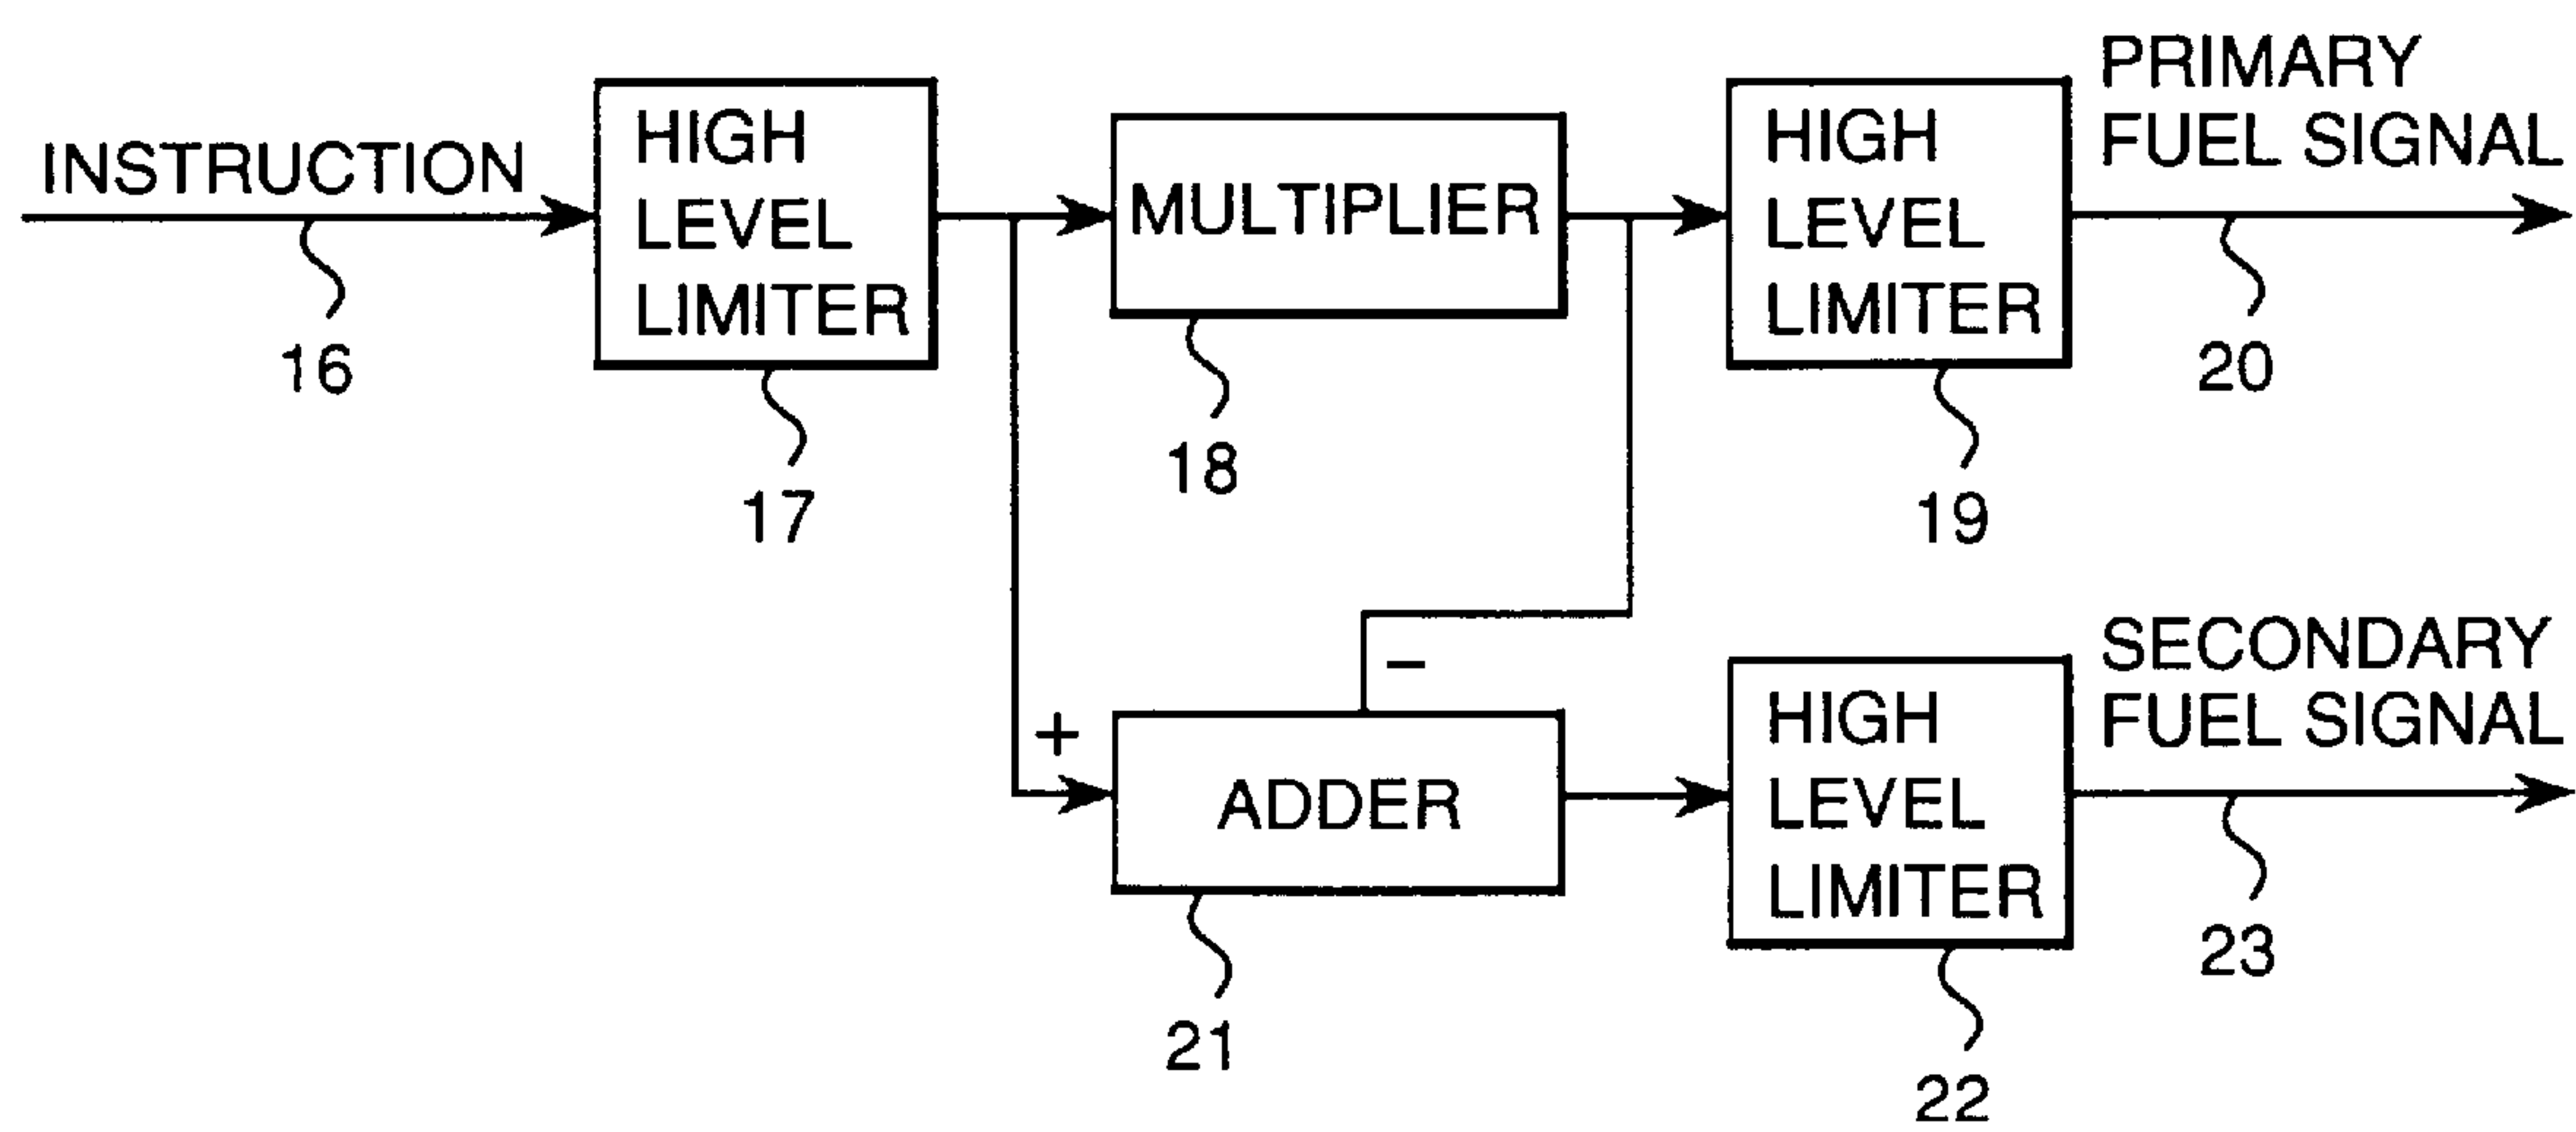 INSTRUCTION
16
HIGH
LEVEL
LIMITER
17
MULTIPLIER
18
HIGH
LEVEL
LIMITER
19
PRIMARY
FUEL SIGNAL
20
+
−
ADDER
21
HIGH
LEVEL
LIMITER
22
SECONDARY
FUEL SIGNAL
23